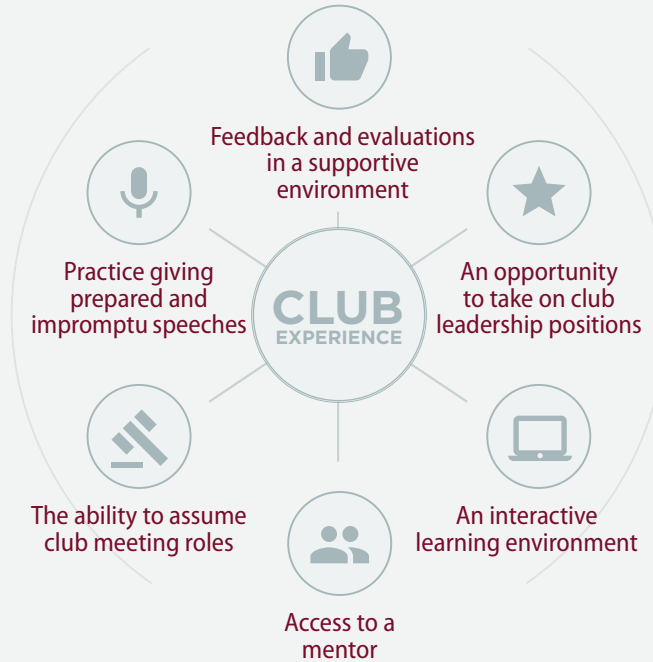 Feedback and evaluations
in a supportive
environment
Practice giving
prepared and
impromptu speeches
CLUB
EXPERIENCE
An opportunity
to take on club
leadership positions
The ability to assume
club meeting roles
An interactive
learning environment
Access to a
mentor